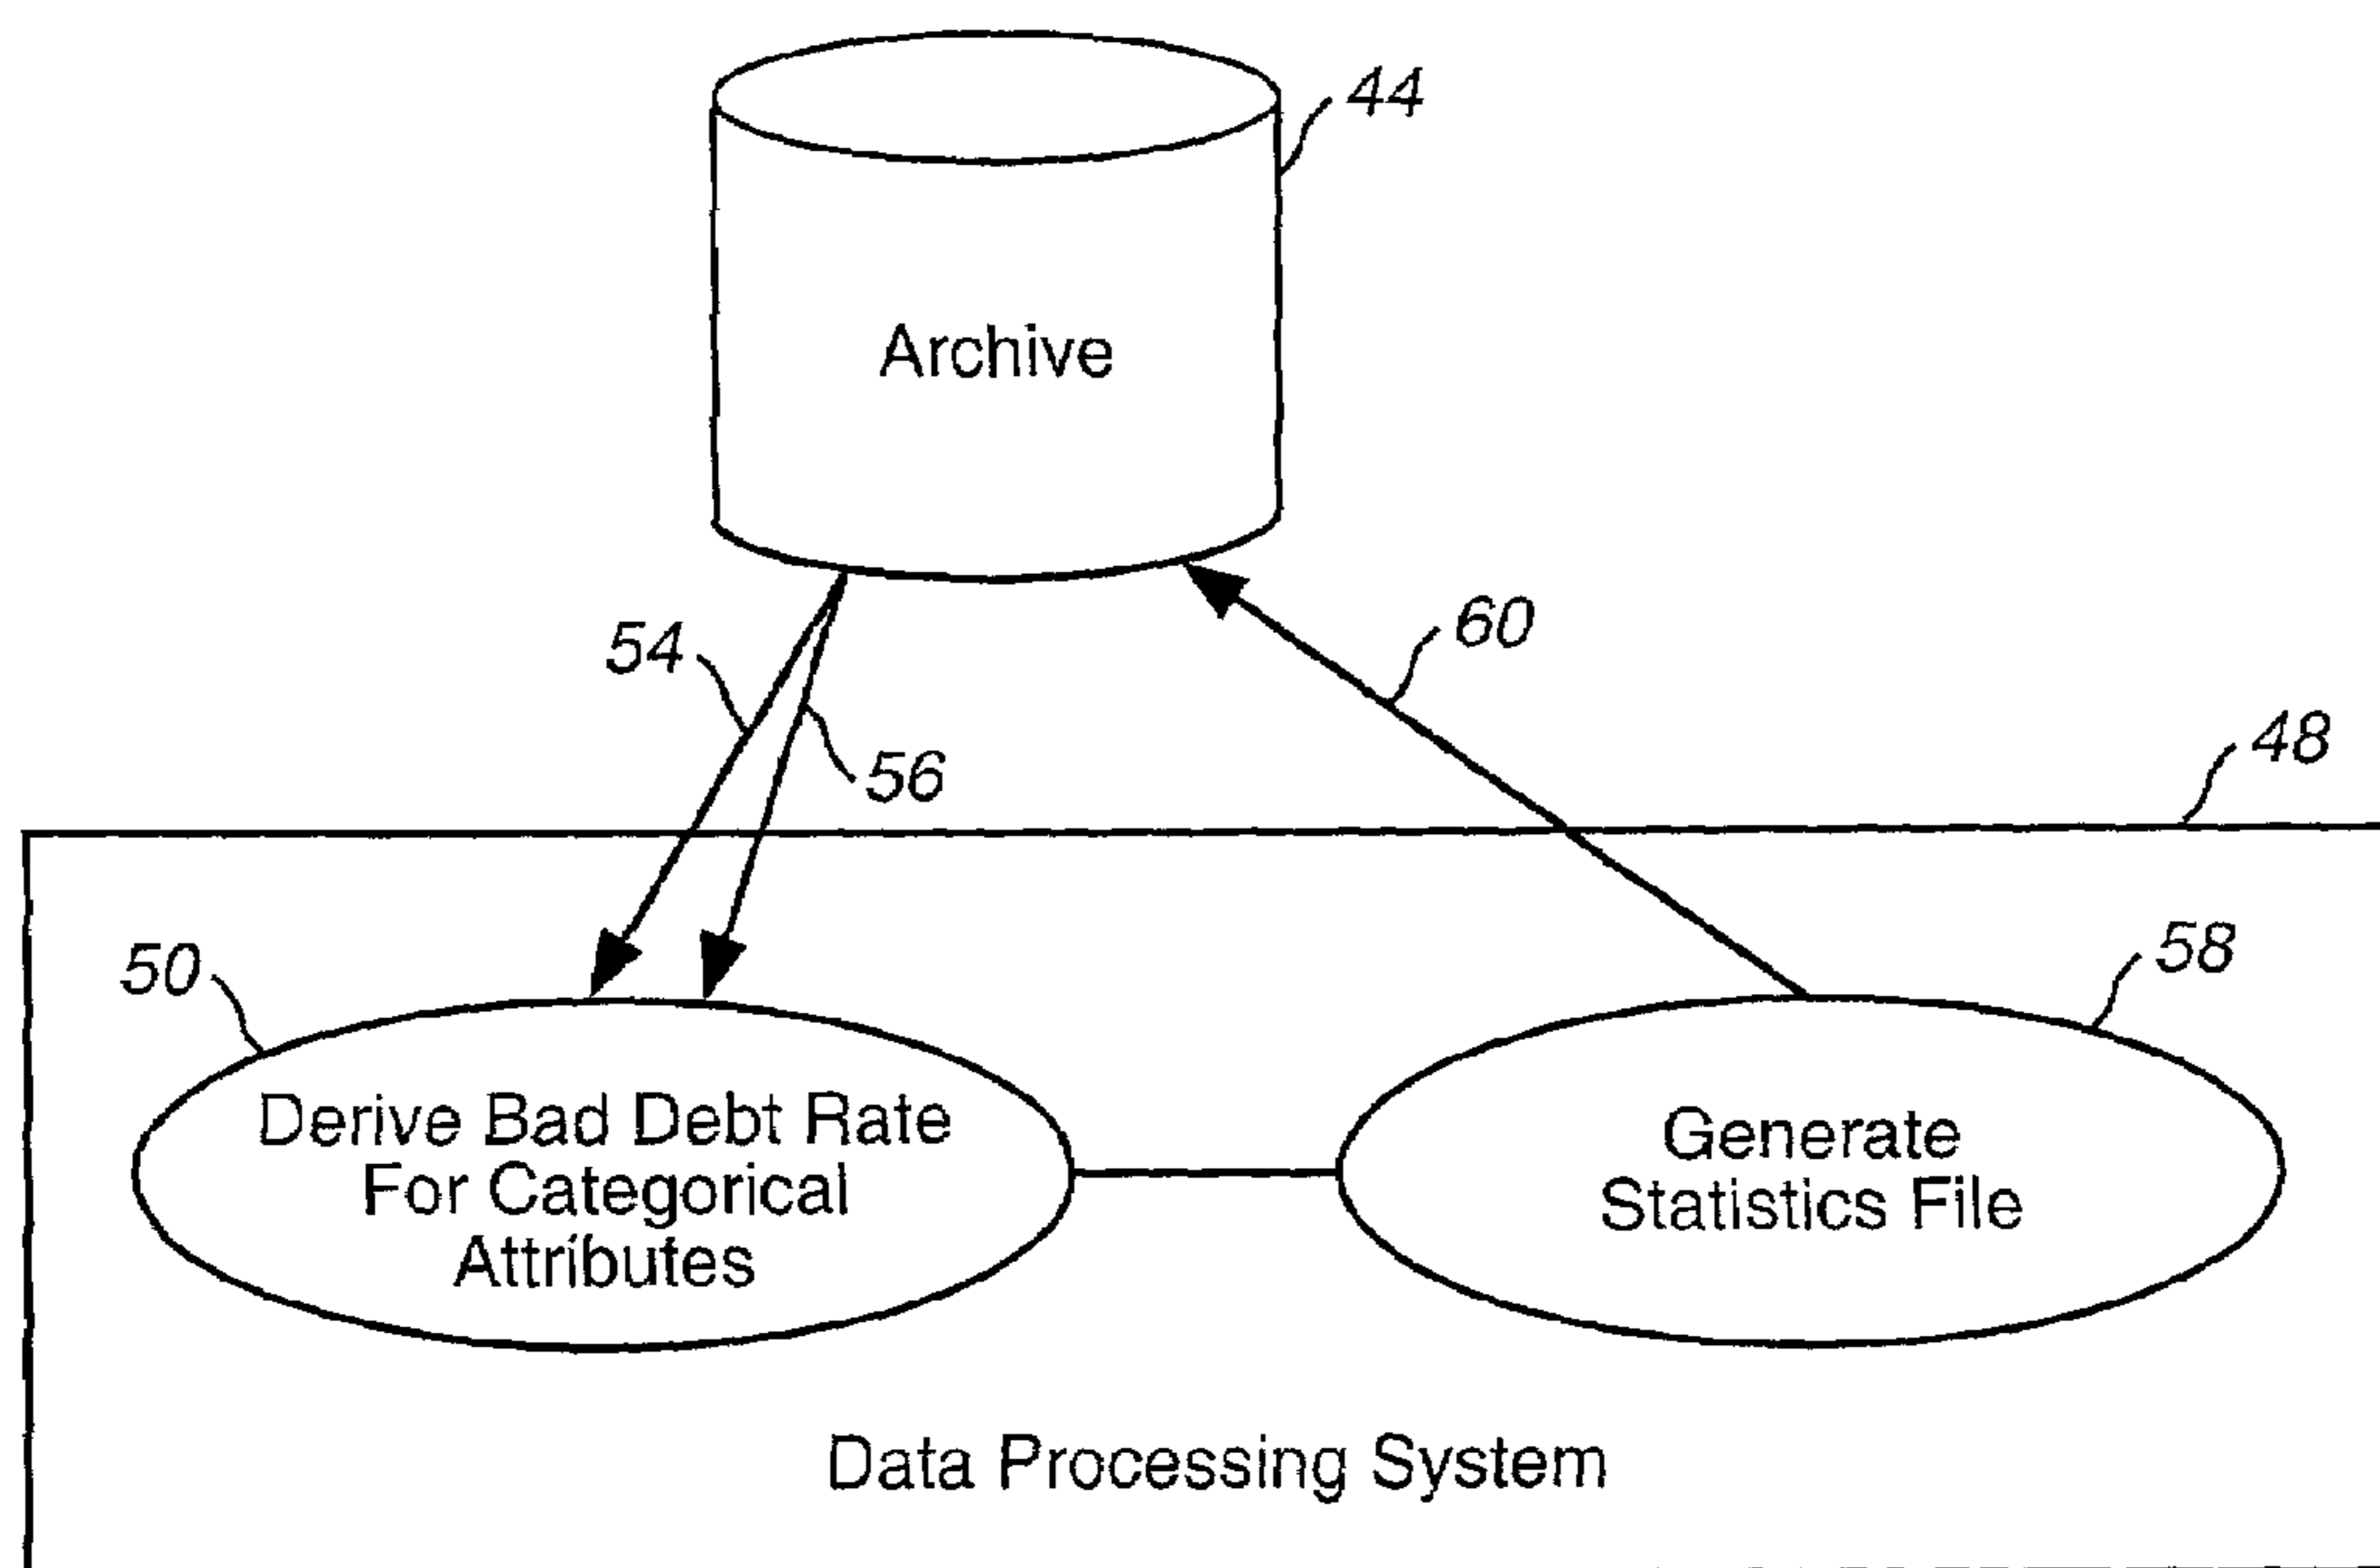 44
Archive
54
60
56
48
50
58
Derive Bad Debt Rate
For Categorical
Attributes
Generate
Statistics File
Data Processing System